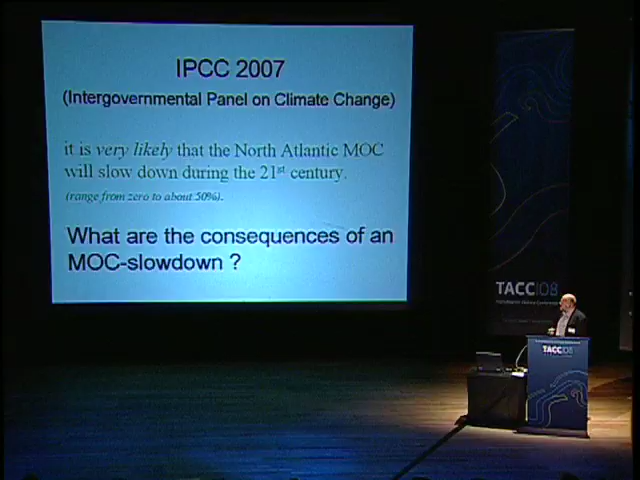 IPCC 2007
(Intergovernmental Panel on Climate Change)
it is very likely that the North Atlantic MOC
will slow down during the 21st century.
(range from zero to about 50%).
What are the consequences of an
MOC-slowdown ?
TACC|08
TACC|08